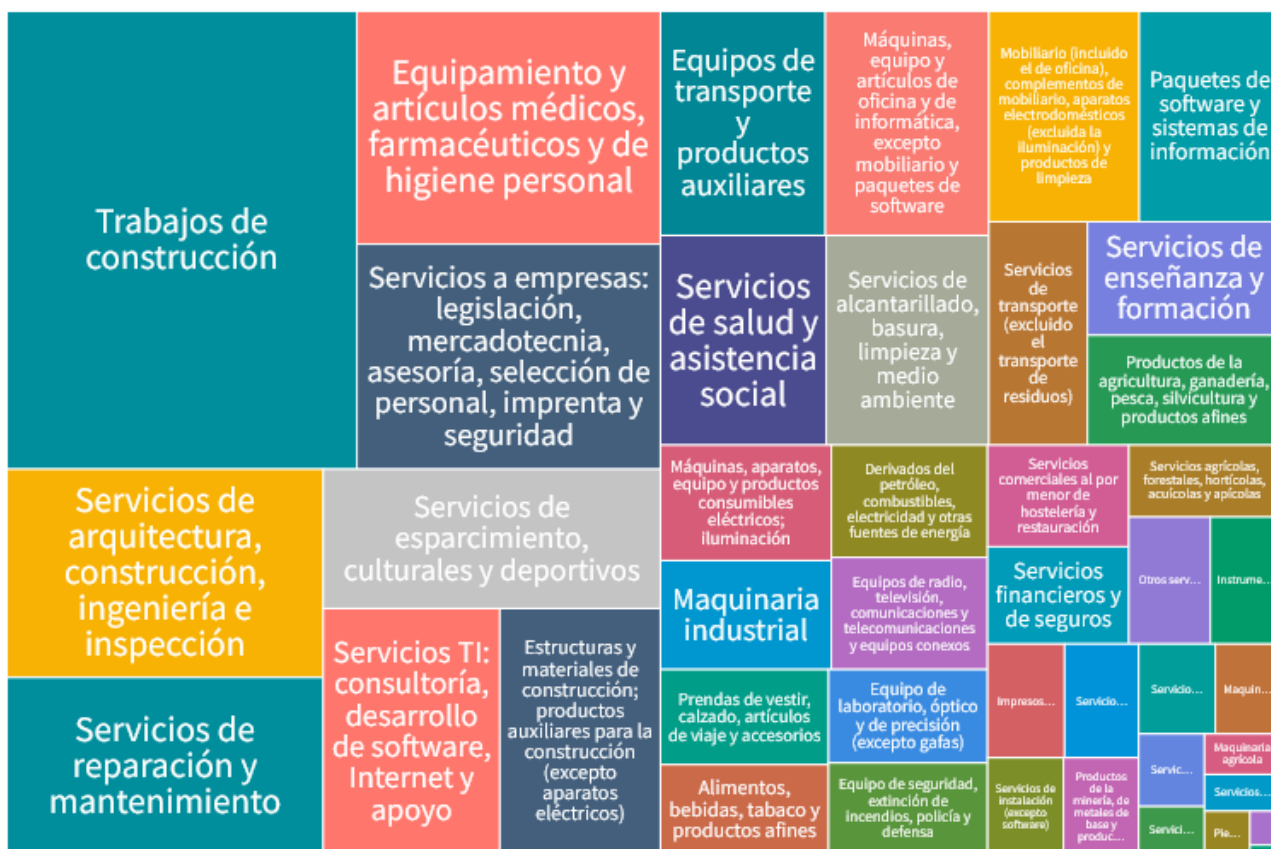 Trabajos de
construcción
Equipamiento y
artículos médicos,
farmacéuticos y de
higiene personal
Servicios a empresas:
legislación,
mercadotecnia,
asesoría, selección de
personal, imprenta y
seguridad
Servicios de
arquitectura,
construcción,
ingeniería e
inspección
Servicios de
reparación y
mantenimiento
Servicios de
esparcimiento,
culturales y deportivos
Servicios TI:
consultoría,
desarrollo
de software,
Internet y
apoyo
Estructuras y
materiales de
construcción;
productos
auxiliares para la
construcción
(excepto
aparatos
eléctricos)
Equipos de
transporte
y
productos
auxiliares
Máquinas,
equipo y
artículos de
oficina y de
informática,
excepto
mobiliario y
paquetes de
software
Mobiliario (incluido
el de oficina),
complementos de
mobiliario, aparatos
electrodomésticos
(excluida la
iluminación) y
productos de
limpieza
Paquetes de
software y
sistemas de
información
Servicios
de salud y
asistencia
social
Servicios de
alcantarillado,
basura,
limpieza y
medio
ambiente
Servicios
de
transporte
(excluido
el
transporte
de
residuos)
Servicios de
enseñanza y
formación
Productos de la
agricultura, ganadería,
pesca, silvicultura y
productos afines
Máquinas, aparatos,
equipo y productos
consumibles
eléctricos;
iluminación
Derivados del
petróleo,
combustibles,
electricidad y otras
fuentes de energía
Servicios
comerciales al por
menor de
hostelería y
restauración
Servicios agrícolas,
forestales, hortícolas,
acuícolas y apícolas
Maquinaria
industrial
Equipos de radio,
televisión,
comunicaciones y
telecomunicaciones
y equipos conexos
Servicios
financieros y
de seguros
Otros serv...
Instrume...
Prendas de vestir,
calzado, artículos
de viaje y accesorios
Equipo de
laboratorio, óptico
y de precisión
(excepto gafas)
Impresos...
Servicio...
Servicio...
Maquin...
Alimentos,
bebidas, tabaco y
productos afines
Equipo de seguridad,
extinción de
incendios, policía y
defensa
Servicios de
instalación
(excepto
software)
Productos
de la
minería, de
metales de
base y
produc...
Servic...
Maquinaria
agrícola
Servicios...
Servici...
Pie...